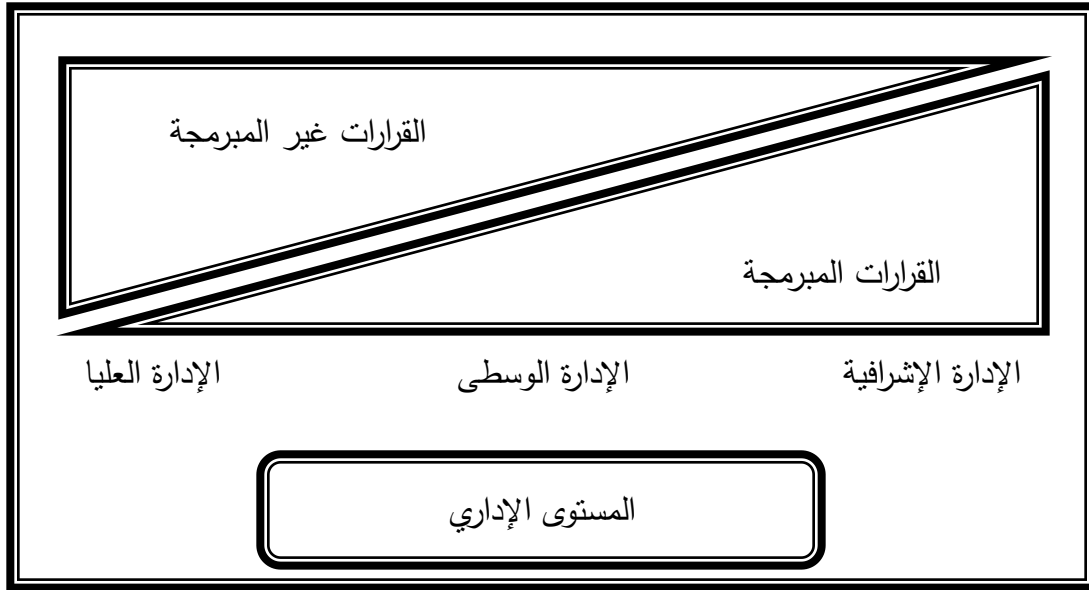 القرارات غير المبرمجة
القرارات المبرمجة
الإدارة الإشرافية
الإدارة الوسطى
الإدارة العليا
المستوى الإداري